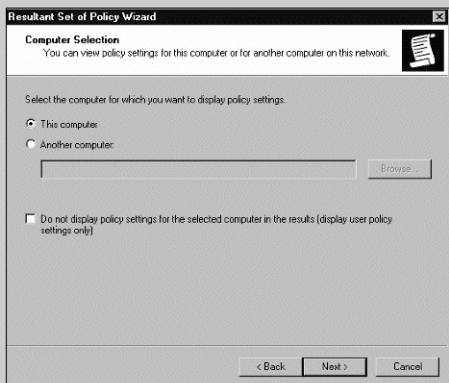 Resultant Set of Policy Wizard
Computer Selection
You can view policy settings for this computer or for another computer on this network.
Select the computer for which you want to display policy settings.
This computer
Another computer:
Browse...
Do not display policy settings for the selected computer in the results (display user policy
settings only)
< Back
Next >
Cancel